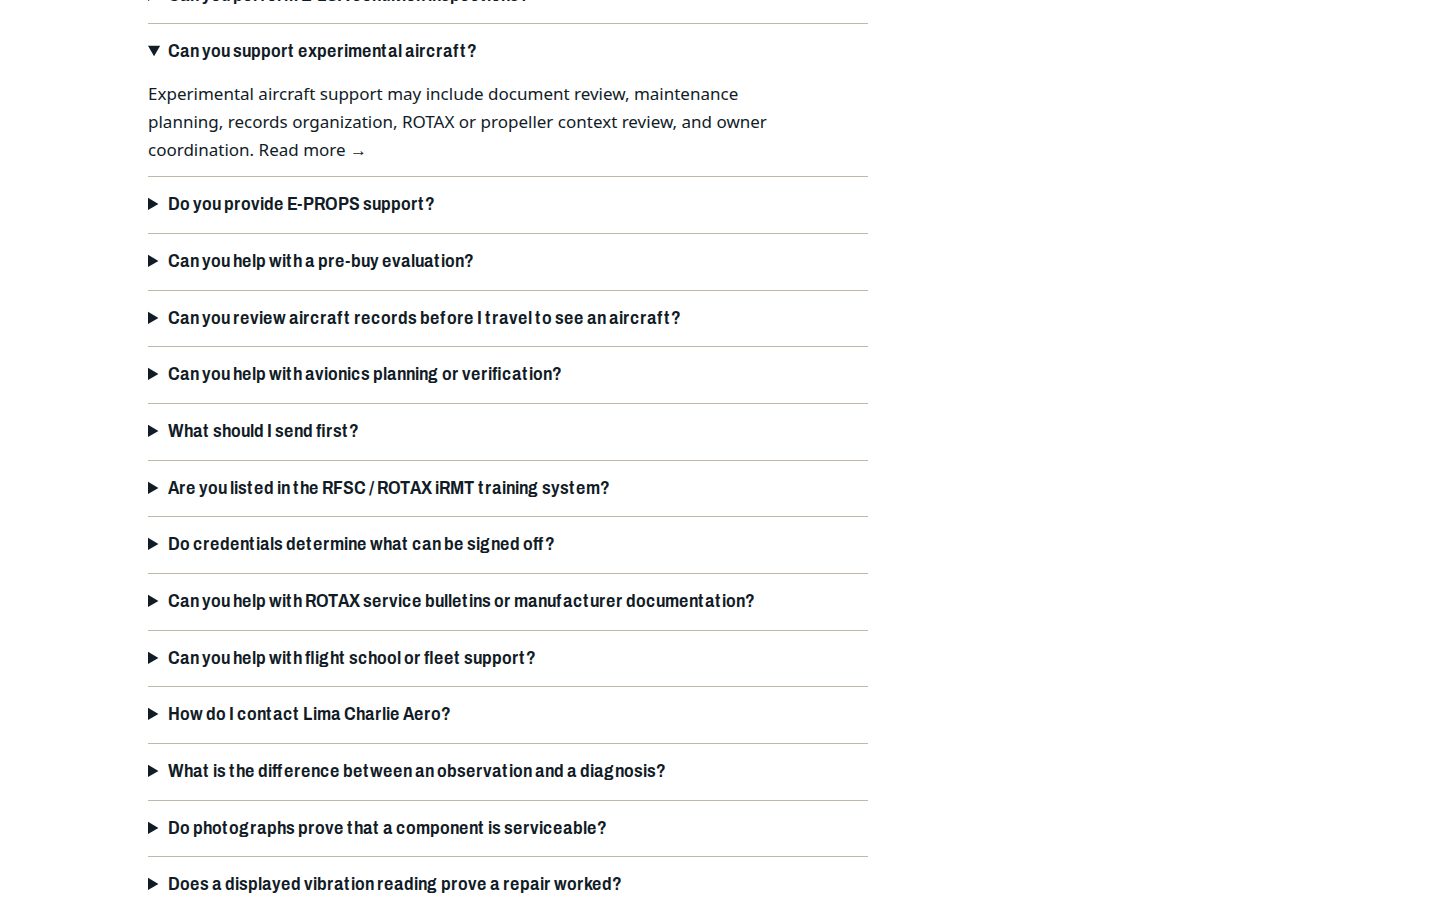 Can you support experimental aircraft?
Experimental aircraft support may include document review, maintenance
planning, records organization, ROTAX or propeller context review, and owner
coordination. Read more →
Do you provide E-PROPS support?
Can you help with a pre-buy evaluation?
Can you review aircraft records before I travel to see an aircraft?
Can you help with avionics planning or verification?
What should I send first?
Are you listed in the RFSC / ROTAX iRMT training system?
Do credentials determine what can be signed off?
Can you help with ROTAX service bulletins or manufacturer documentation?
Can you help with flight school or fleet support?
How do I contact Lima Charlie Aero?
What is the difference between an observation and a diagnosis?
Do photographs prove that a component is serviceable?
Does a displayed vibration reading prove a repair worked?